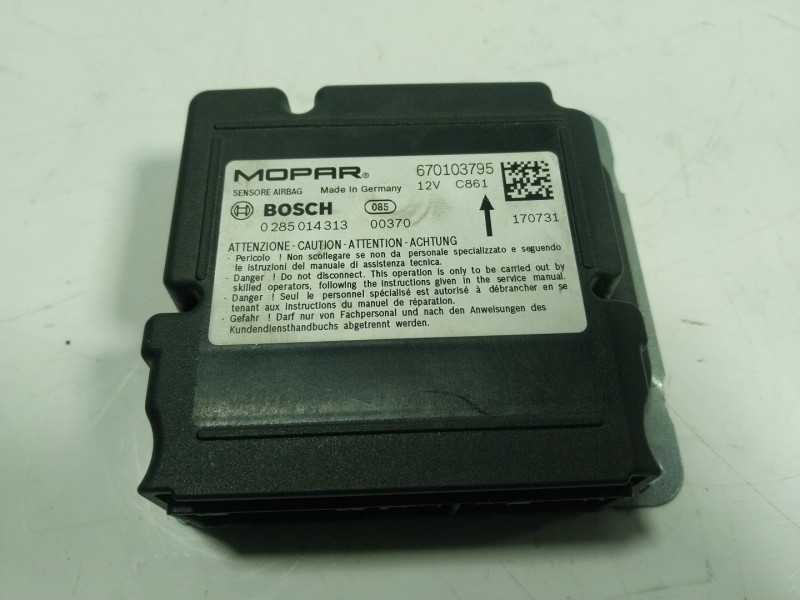 MOPAR® 670103795
SENSORE AIRBAG Made In Germany 12V C861
BOSCH 085
0 285 014 313 00370 170731
ATTENZIONE - CAUTION - ATTENTION - ACHTUNG
- Pericolo ! Non scollegare se non da personale specializzato e seguendo
le istruzioni del manuale di assistenza tecnica.
- Danger ! Do not disconnect. This operation is only to be carried out by
skilled operators, following the instructions given in the service manual.
- Danger ! Seul le personnel spécialisé est autorisé à débrancher en se
tenant aux instructions du manuel de réparation.
- Gefahr ! Darf nur von Fachpersonal und nach den Anweisungen des
Kundendiensthandbuchs abgetrennt werden.